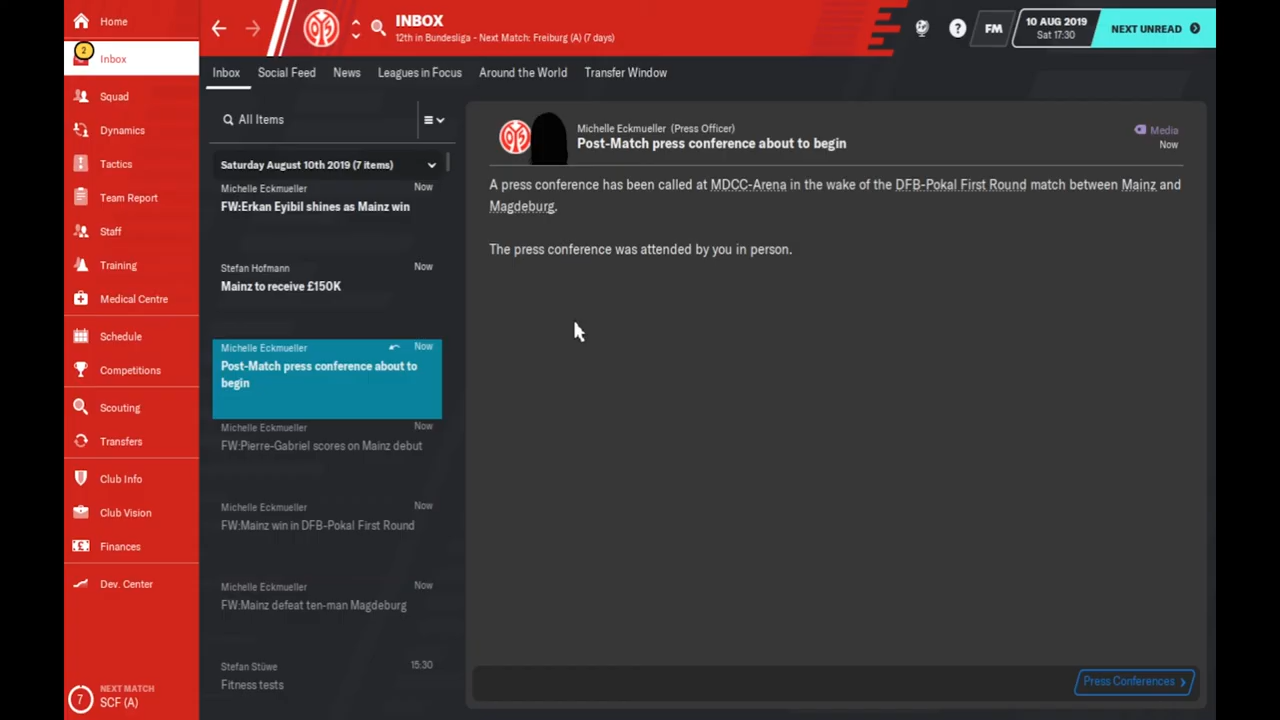 Home
2
Inbox
Squad
Dynamics
Tactics
Team Report
Staff
Training
Medical Centre
Schedule
Competitions
Scouting
Transfers
Club Info
Club Vision
Finances
Dev. Center
7
NEXT MATCH
SCF (A)
INBOX
12th in Bundesliga - Next Match: Freiburg (A) (7 days)
?
FM
10 AUG 2019
Sat 17:30
NEXT UNREAD
Inbox
Social Feed
News
Leagues in Focus
Around the World
Transfer Window
All Items
Saturday August 10th 2019 (7 items)
Michelle Eckmueller Now
FW:Erkan Eyibil shines as Mainz win
Stefan Hofmann Now
Mainz to receive £150K
Michelle Eckmueller Now
Post-Match press conference about to
begin
Michelle Eckmueller Now
FW:Pierre-Gabriel scores on Mainz debut
Michelle Eckmueller Now
FW:Mainz win in DFB-Pokal First Round
Michelle Eckmueller Now
FW:Mainz defeat ten-man Magdeburg
Stefan Stüwe 15:30
Fitness tests
Michelle Eckmueller (Press Officer)
Post-Match press conference about to begin
Media
Now
A press conference has been called at MDCC-Arena in the wake of the DFB-Pokal First Round match between Mainz and
Magdeburg.
The press conference was attended by you in person.
Press Conferences